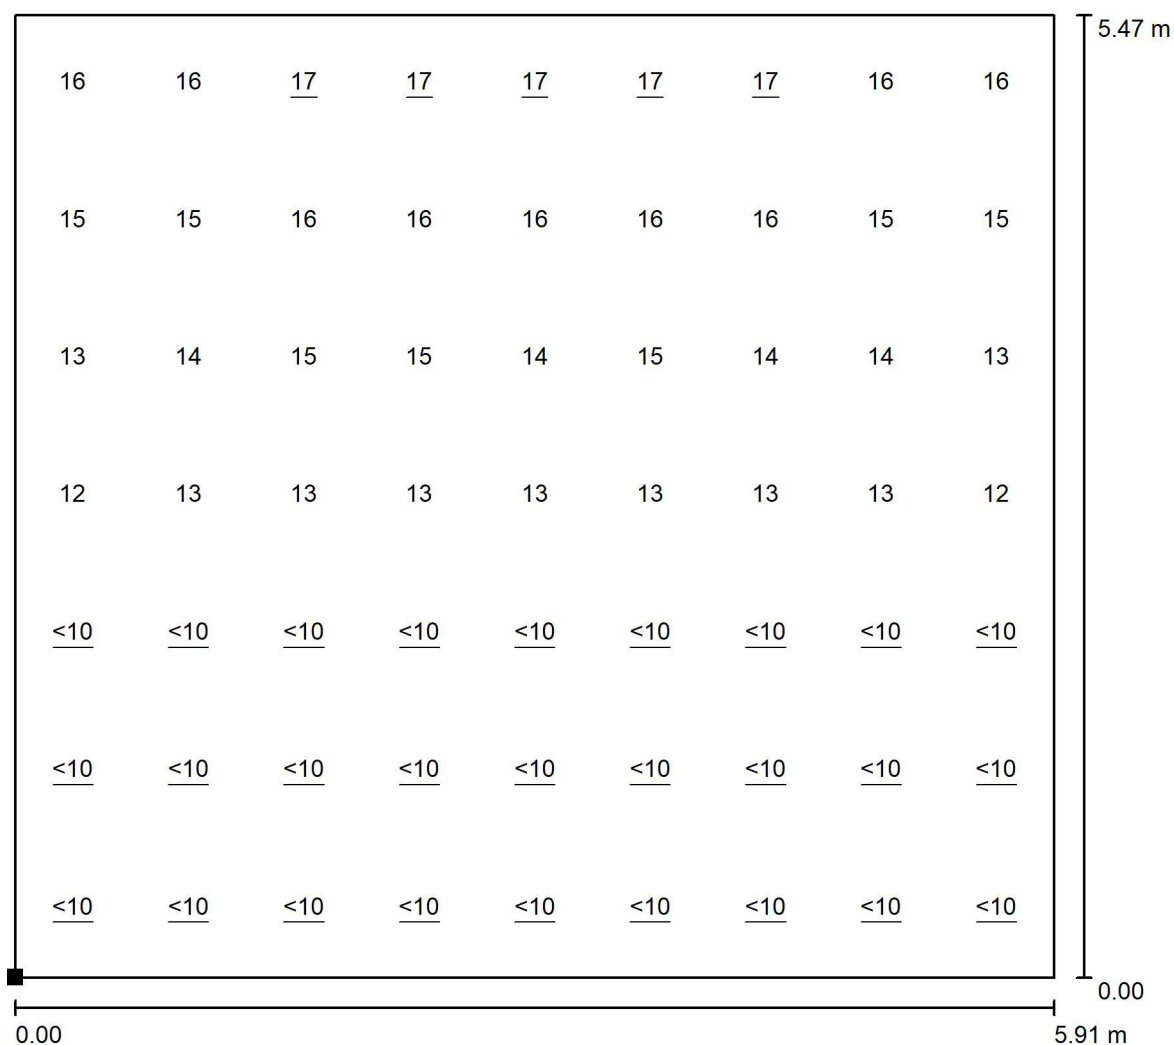 5.47 m
16 16 17 17 17 17 17 16 16
15 15 16 16 16 16 16 15 15
13 14 15 15 14 15 14 14 13
12 13 13 13 13 13 13 13 12
<10 <10 <10 <10 <10 <10 <10 <10 <10
<10 <10 <10 <10 <10 <10 <10 <10 <10
<10 <10 <10 <10 <10 <10 <10 <10 <10
0.00
0.00 5.91 m